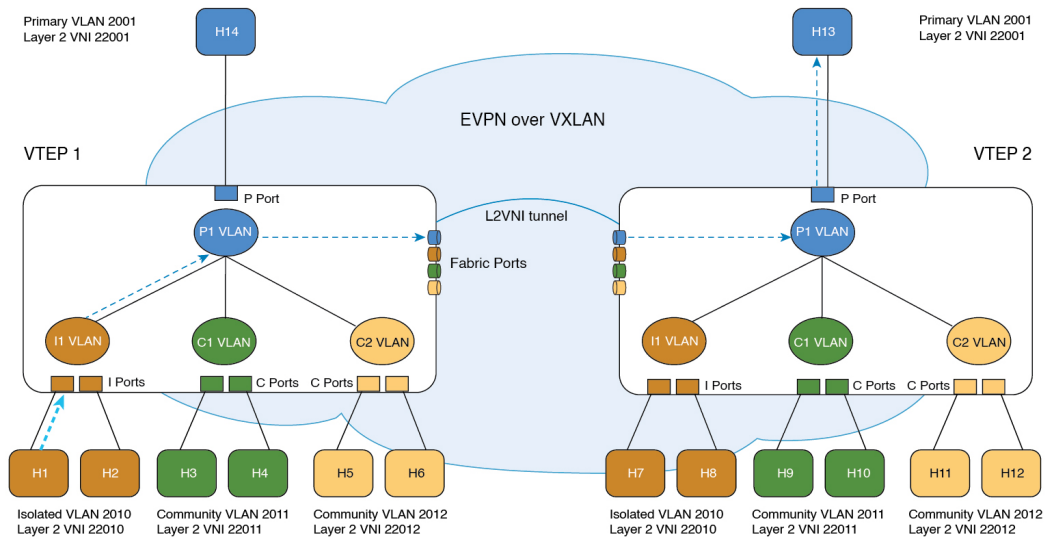 Primary VLAN 2001
Layer 2 VNI 22001
H14
H13
Primary VLAN 2001
Layer 2 VNI 22001
EVPN over VXLAN
VTEP 1
VTEP 2
P Port
P Port
P1 VLAN
L2VNI tunnel
P1 VLAN
Fabric Ports
I1 VLAN
C1 VLAN
C2 VLAN
I1 VLAN
C1 VLAN
C2 VLAN
I Ports
C Ports
C Ports
I Ports
C Ports
C Ports
H1
H2
H3
H4
H5
H6
H7
H8
H9
H10
H11
H12
Isolated VLAN 2010
Layer 2 VNI 22010
Community VLAN 2011
Layer 2 VNI 22011
Community VLAN 2012
Layer 2 VNI 22012
Isolated VLAN 2010
Layer 2 VNI 22010
Community VLAN 2011
Layer 2 VNI 22011
Community VLAN 2012
Layer 2 VNI 22012